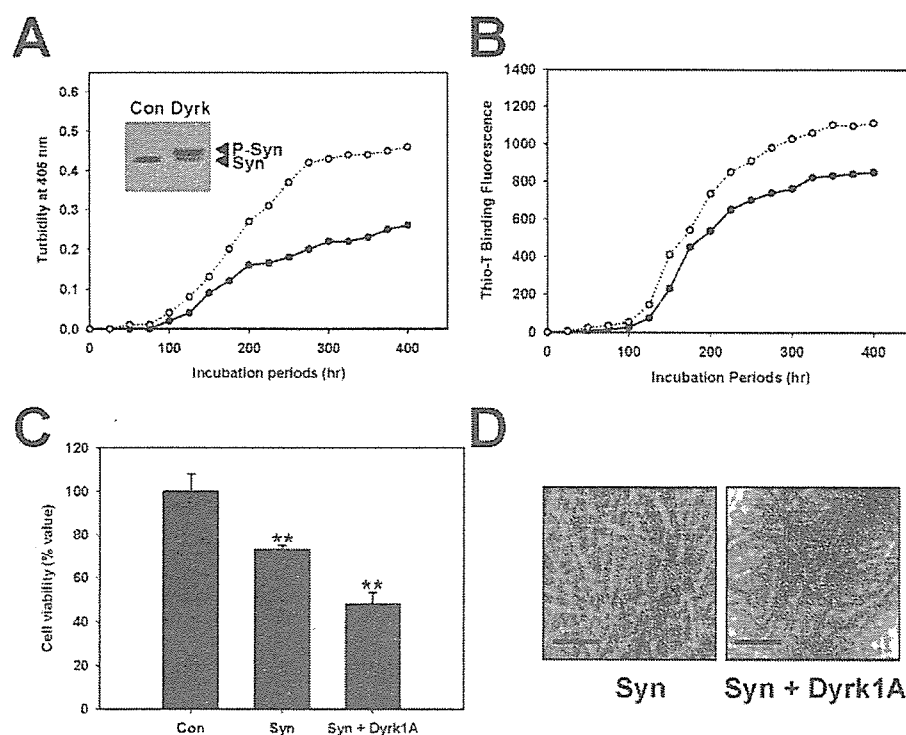 A
Turbidity at 405 nm
0.6
0.5
0.4
0.3
0.2
0.1
0.0
Con Dyrk
P-Syn
Syn
0 100 200 300 400
Incubation periods (hr)
B
Thio-T Binding Fluorescence
1400
1200
1000
800
600
400
200
0
0 100 200 300 400
Incubation Periods (hr)
C
Cell viability (% value)
120
100
80
60
40
20
0
**
**
Con Syn Syn + Dyrk1A
D
Syn Syn + Dyrk1A